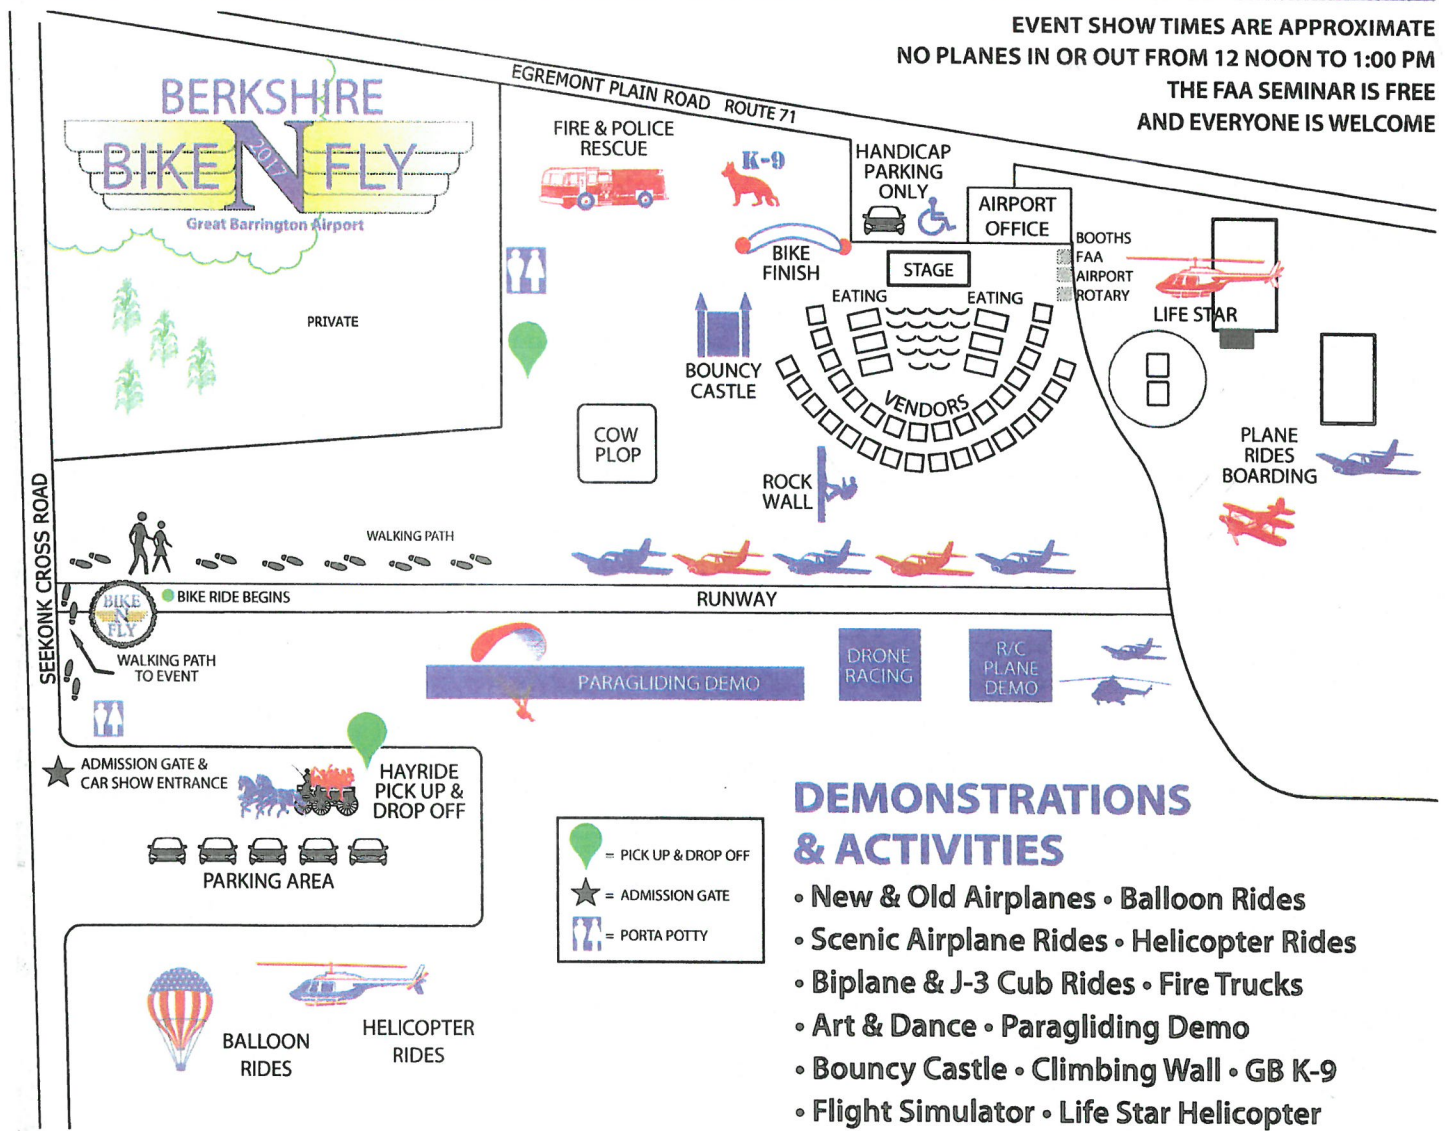 EVENT SHOW TIMES ARE APPROXIMATE
NO PLANES IN OR OUT FROM 12 NOON TO 1:00 PM
THE FAA SEMINAR IS FREE
AND EVERYONE IS WELCOME
EGREMONT PLAIN ROAD ROUTE 71
BERKSHIRE
BIKE N FLY
2017
Great Barrington Airport
FIRE & POLICE
RESCUE
K-9
HANDICAP
PARKING
ONLY
AIRPORT
OFFICE
BIKE
FINISH
STAGE
BOOTHS
FAA
AIRPORT
ROTARY
EATING
EATING
LIFE STAR
PRIVATE
BOUNCY
CASTLE
VENDORS
COW
PLOP
ROCK
WALL
PLANE
RIDES
BOARDING
SEEKONK CROSS ROAD
WALKING PATH
BIKE
N
FLY
BIKE RIDE BEGINS
RUNWAY
WALKING PATH
TO EVENT
PARAGLIDING DEMO
DRONE
RACING
R/C
PLANE
DEMO
ADMISSION GATE &
CAR SHOW ENTRANCE
HAYRIDE
PICK UP &
DROP OFF
PARKING AREA
= PICK UP & DROP OFF
= ADMISSION GATE
= PORTA POTTY
BALLOON
RIDES
HELICOPTER
RIDES
DEMONSTRATIONS
& ACTIVITIES
• New & Old Airplanes • Balloon Rides
• Scenic Airplane Rides • Helicopter Rides
• Biplane & J-3 Cub Rides • Fire Trucks
• Art & Dance • Paragliding Demo
• Bouncy Castle • Climbing Wall • GB K-9
• Flight Simulator • Life Star Helicopter